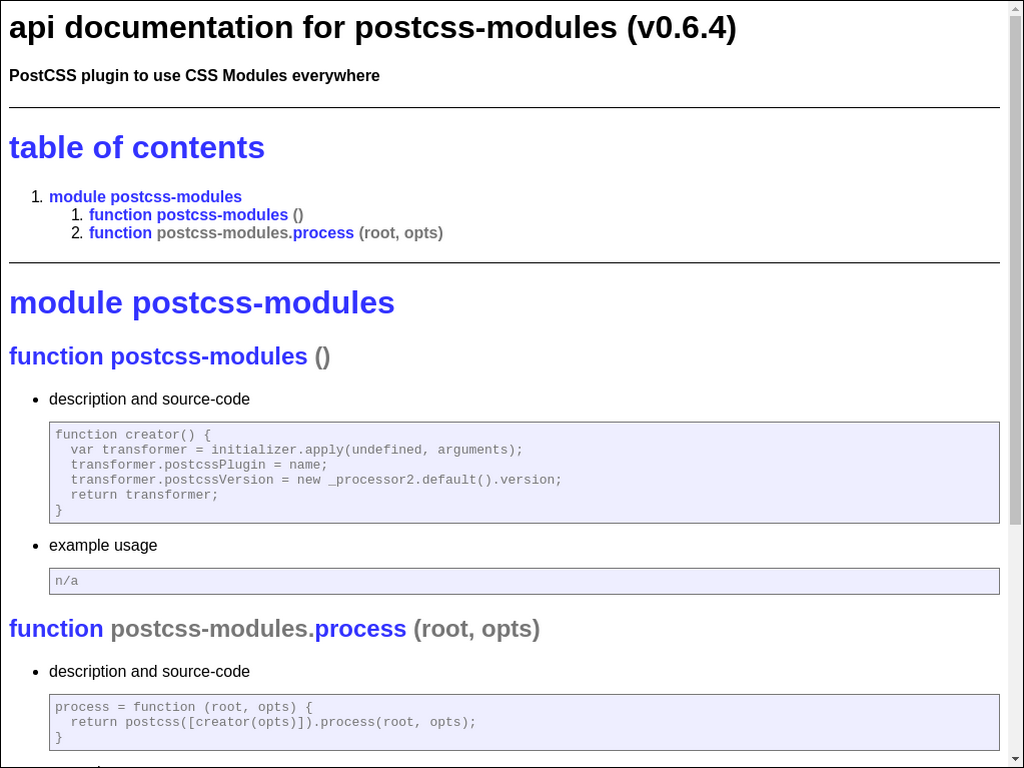 api documentation for postcss-modules (v0.6.4)
PostCSS plugin to use CSS Modules everywhere
table of contents
1. module postcss-modules
1. function postcss-modules ()
2. function postcss-modules.process (root, opts)
module postcss-modules
function postcss-modules ()
• description and source-code
function creator() {
  var transformer = initializer.apply(undefined, arguments);
  transformer.postcssPlugin = name;
  transformer.postcssVersion = new _processor2.default().version;
  return transformer;
}
• example usage
n/a
function postcss-modules.process (root, opts)
• description and source-code
process = function (root, opts) {
  return postcss([creator(opts)]).process(root, opts);
}